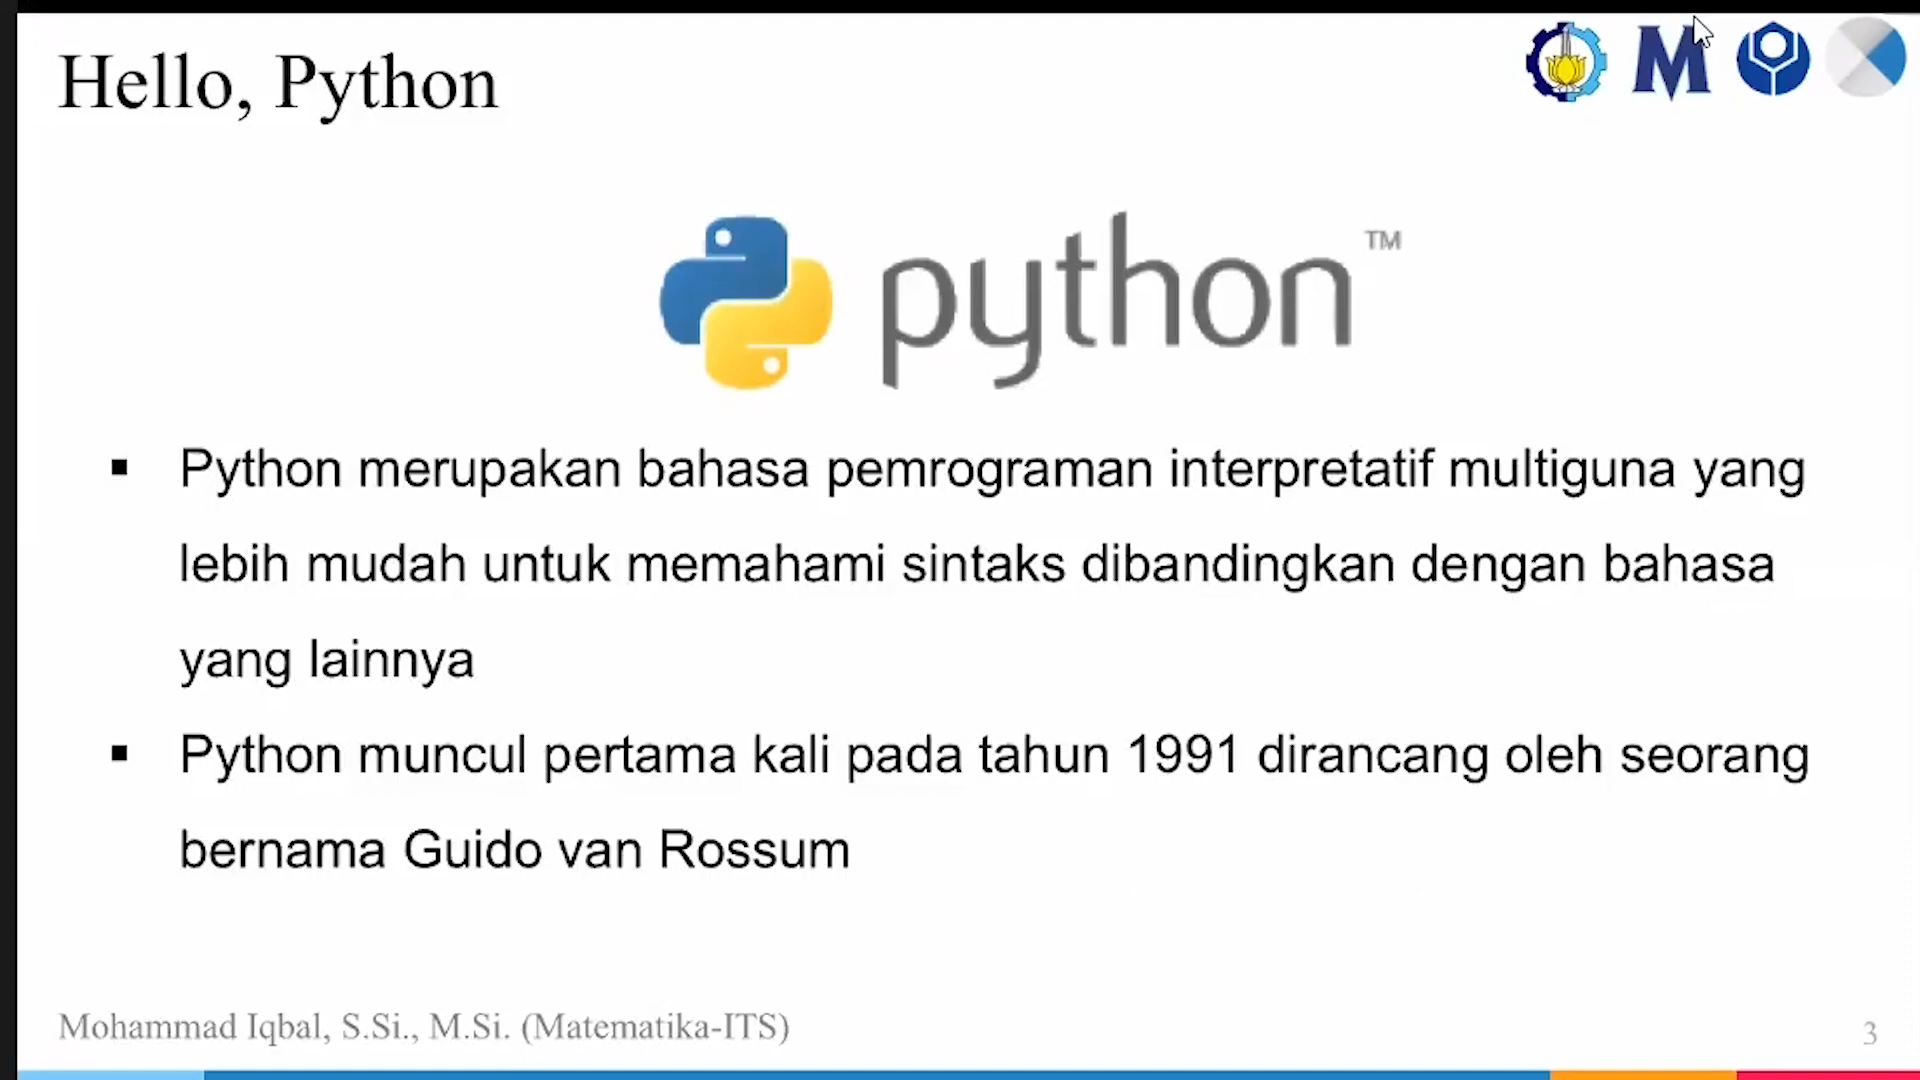 Hello, Python
M
python™
▪ Python merupakan bahasa pemrograman interpretatif multiguna yang
lebih mudah untuk memahami sintaks dibandingkan dengan bahasa
yang lainnya
▪ Python muncul pertama kali pada tahun 1991 dirancang oleh seorang
bernama Guido van Rossum
Mohammad Iqbal, S.Si., M.Si. (Matematika-ITS)
3